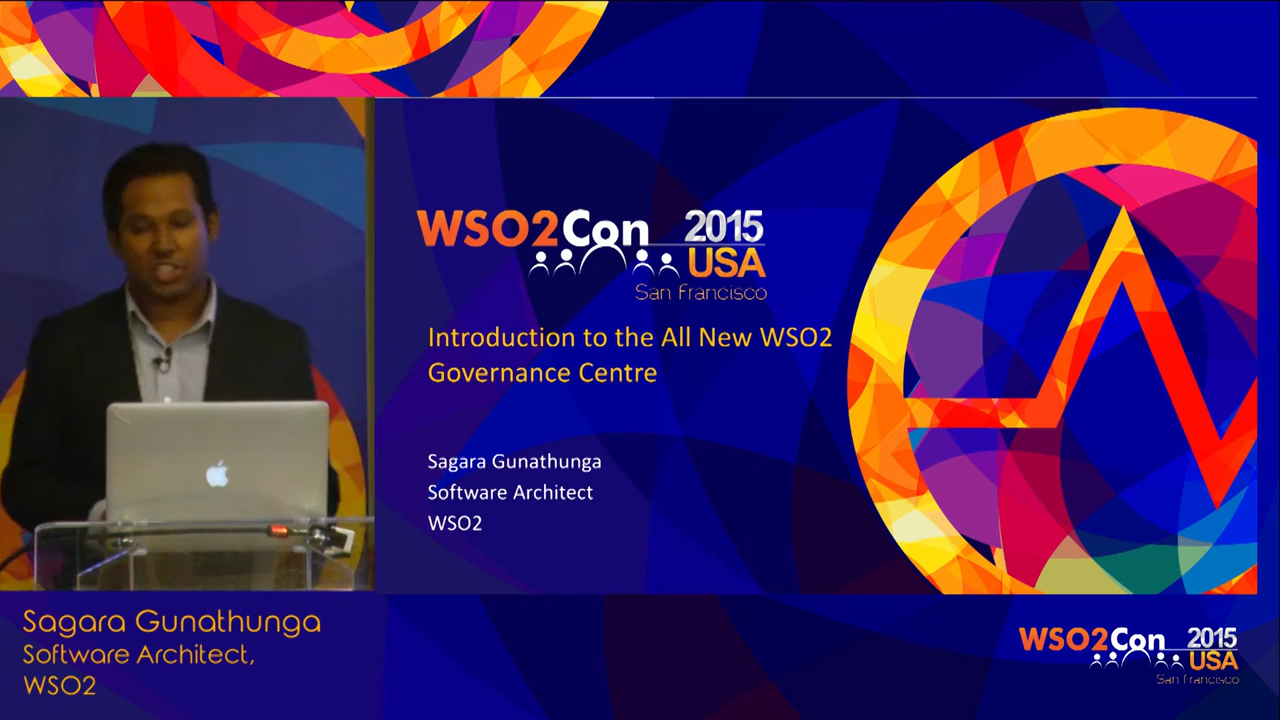 WSO2Con 2015
USA
San Francisco
Introduction to the All New WSO2
Governance Centre
Sagara Gunathunga
Software Architect
WSO2
Sagara Gunathunga
Software Architect,
WSO2
WSO2Con 2015
USA
San Francisco